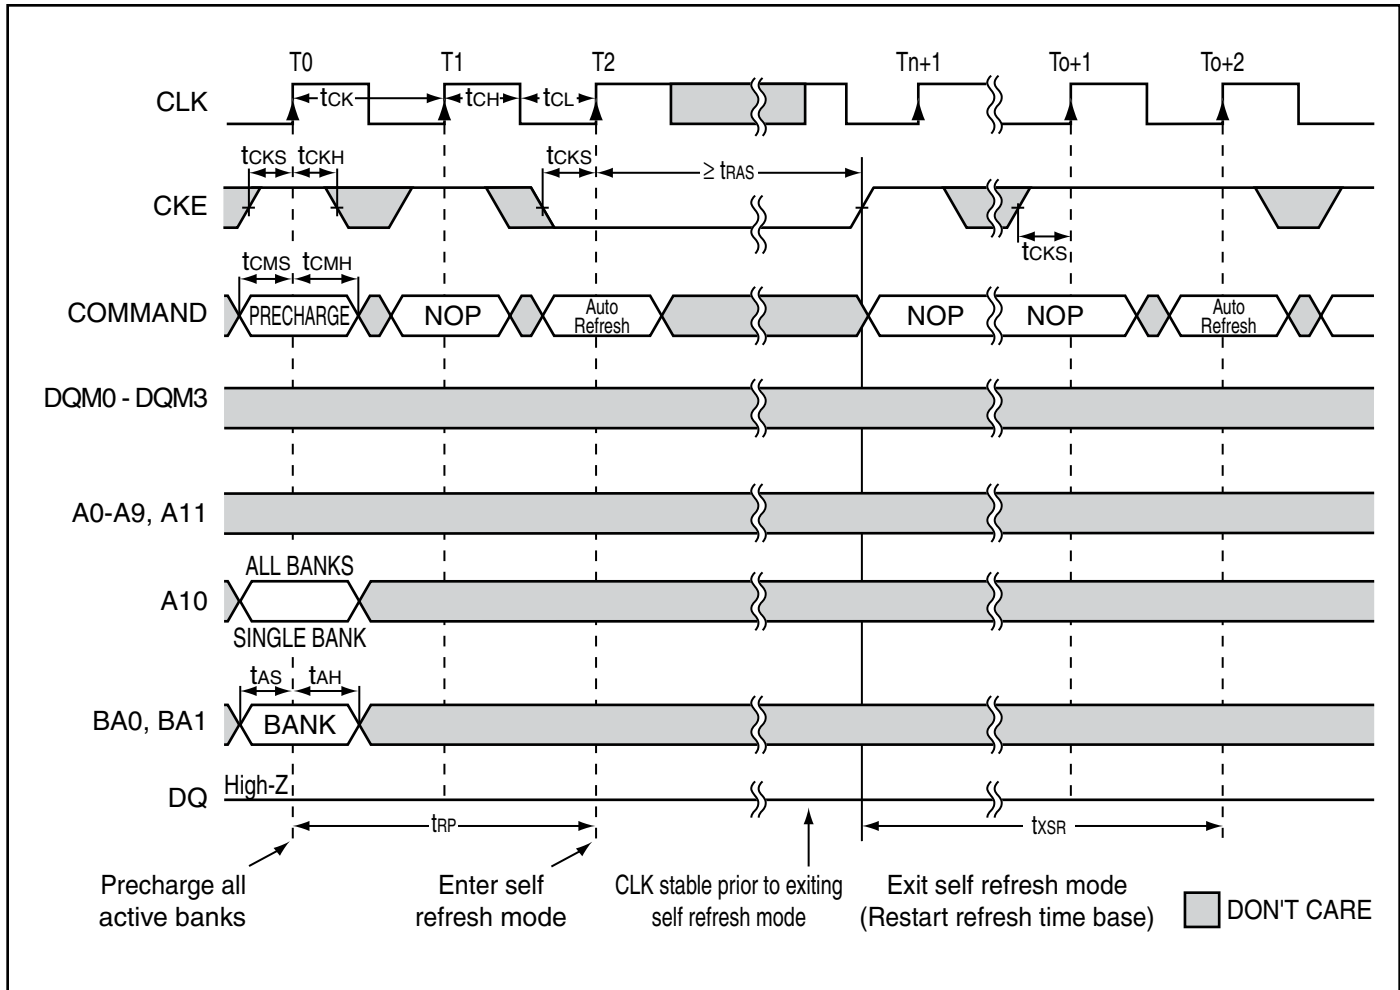 T0 T1 T2 Tn+1 To+1 To+2
CLK tCK tCH tCL
tCKS tCKH tCKS ≥ tRAS
CKE
tCKS
tCMS tCMH
COMMAND PRECHARGE NOP Auto Refresh NOP NOP Auto Refresh
DQM0 - DQM3
A0-A9, A11
ALL BANKS
A10
SINGLE BANK
tAS tAH
BA0, BA1 BANK
High-Z
DQ
tRP tXSR
Precharge all
active banks
Enter self
refresh mode
CLK stable prior to exiting
self refresh mode
Exit self refresh mode
(Restart refresh time base)
DON'T CARE